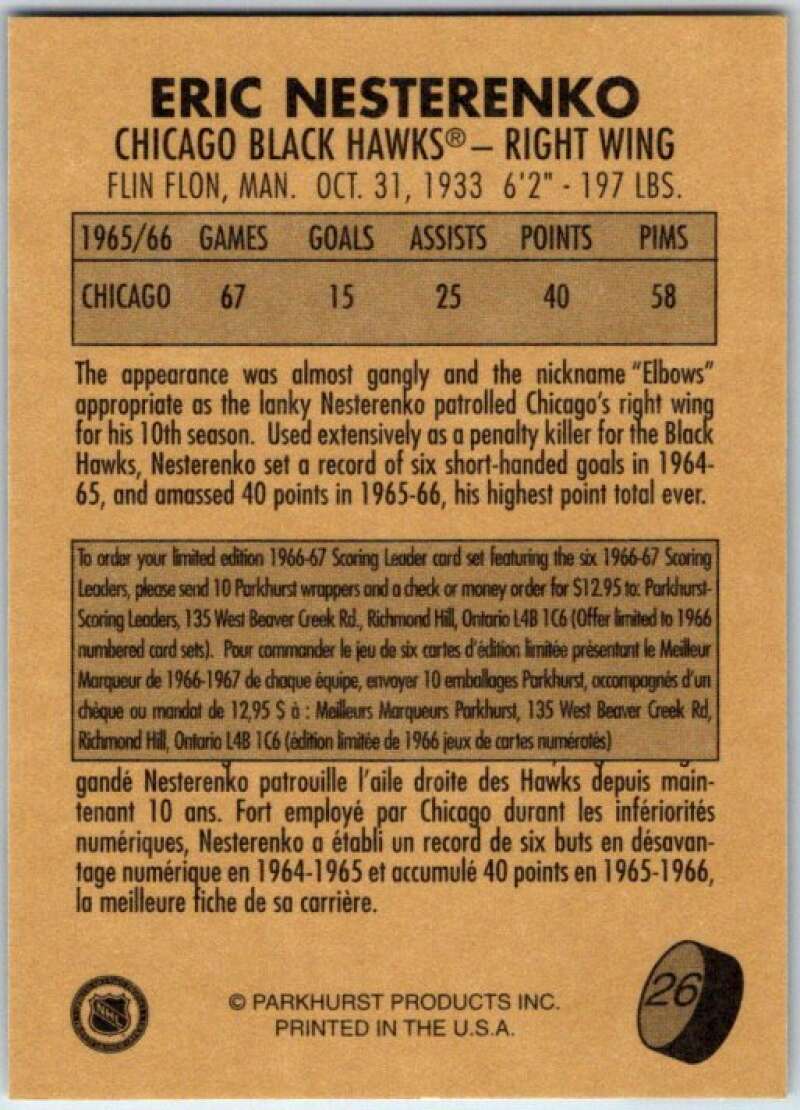 ERIC NESTERENKO
CHICAGO BLACK HAWKS® – RIGHT WING
FLIN FLON, MAN. OCT. 31, 1933 6'2" - 197 LBS.
1965/66 GAMES GOALS ASSISTS POINTS PIMS
CHICAGO 67 15 25 40 58
The appearance was almost gangly and the nickname "Elbows"
appropriate as the lanky Nesterenko patrolled Chicago's right wing
for his 10th season. Used extensively as a penalty killer for the Black
Hawks, Nesterenko set a record of six short-handed goals in 1964-
65, and amassed 40 points in 1965-66, his highest point total ever.
To order your limited edition 1966-67 Scoring Leader card set featuring the six 1966-67 Scoring
Leaders, please send 10 Parkhurst wrappers and a check or money order for $12.95 to: Parkhurst-
Scoring Leaders, 135 West Beaver Creek Rd., Richmond Hill, Ontario L4B 1C6 (Offer limited to 1966
numbered card sets). Pour commander le jeu de six cartes d'édition limitée présentant le Meilleur
Marqueur de 1966-1967 de chaque équipe, envoyer 10 emballages Parkhurst, accompagnés d'un
chèque ou mandat de 12,95 $ à : Meilleurs Marqueurs Parkhurst, 135 West Beaver Creek Rd,
Richmond Hill, Ontario L4B 1C6 (édition limitée de 1966 jeux de cartes numérotés)
gandé Nesterenko patrouille l'aile droite des Hawks depuis main-
tenant 10 ans. Fort employé par Chicago durant les infériorités
numériques, Nesterenko a établi un record de six buts en désavan-
tage numérique en 1964-1965 et accumulé 40 points en 1965-1966,
la meilleure fiche de sa carrière.
NHL
© PARKHURST PRODUCTS INC.
PRINTED IN THE U.S.A.
26